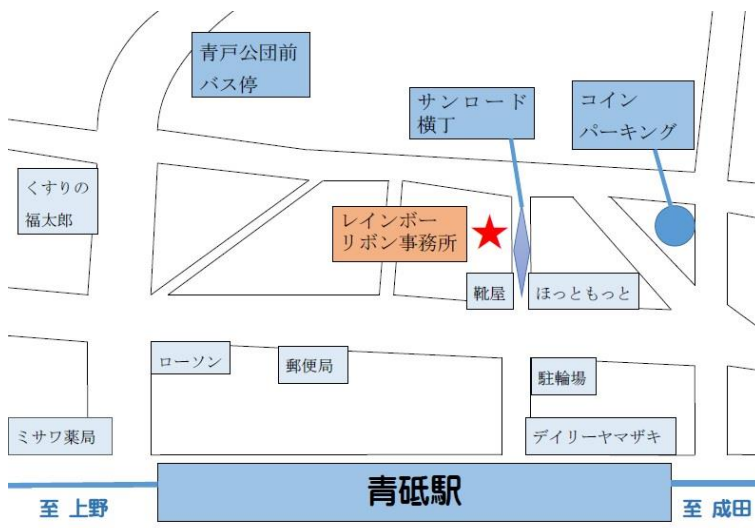 青戸公団前
バス停
サンロード
横丁
コイン
パーキング
くすりの
福太郎
レインボー
リボン事務所
靴屋
ほっともっと
ローソン
郵便局
駐輪場
ミサワ薬局
デイリーヤマザキ
青砥駅
至 上野
至 成田